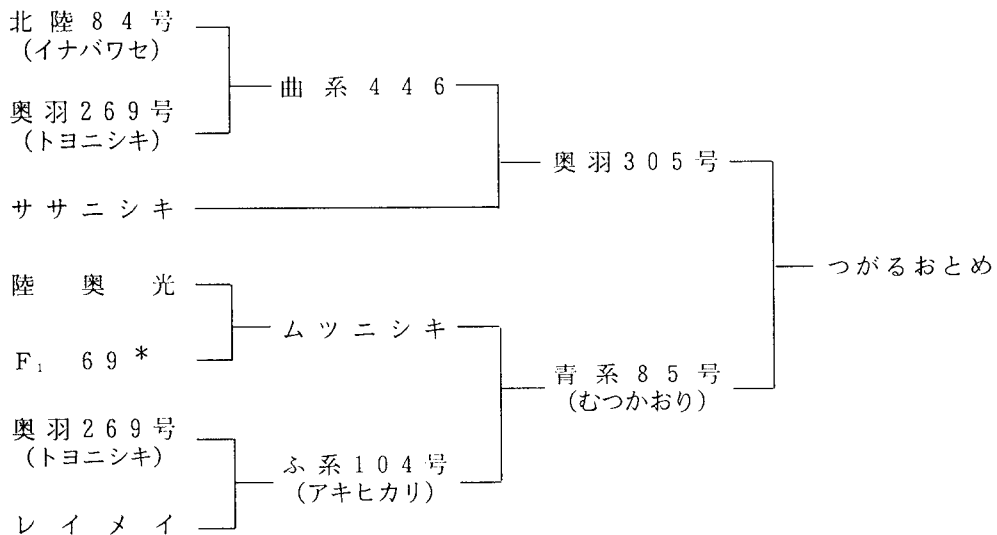 北陸84号
(イナバワセ)
奥羽269号
(トヨニシキ)
ササニシキ
陸奥光
F₁ 69*
奥羽269号
(トヨニシキ)
レイメイ
曲系446
ムツニシキ
ふ系104号
(アキヒカリ)
奥羽305号
青系85号
(むつかおり)
つがるおとめ